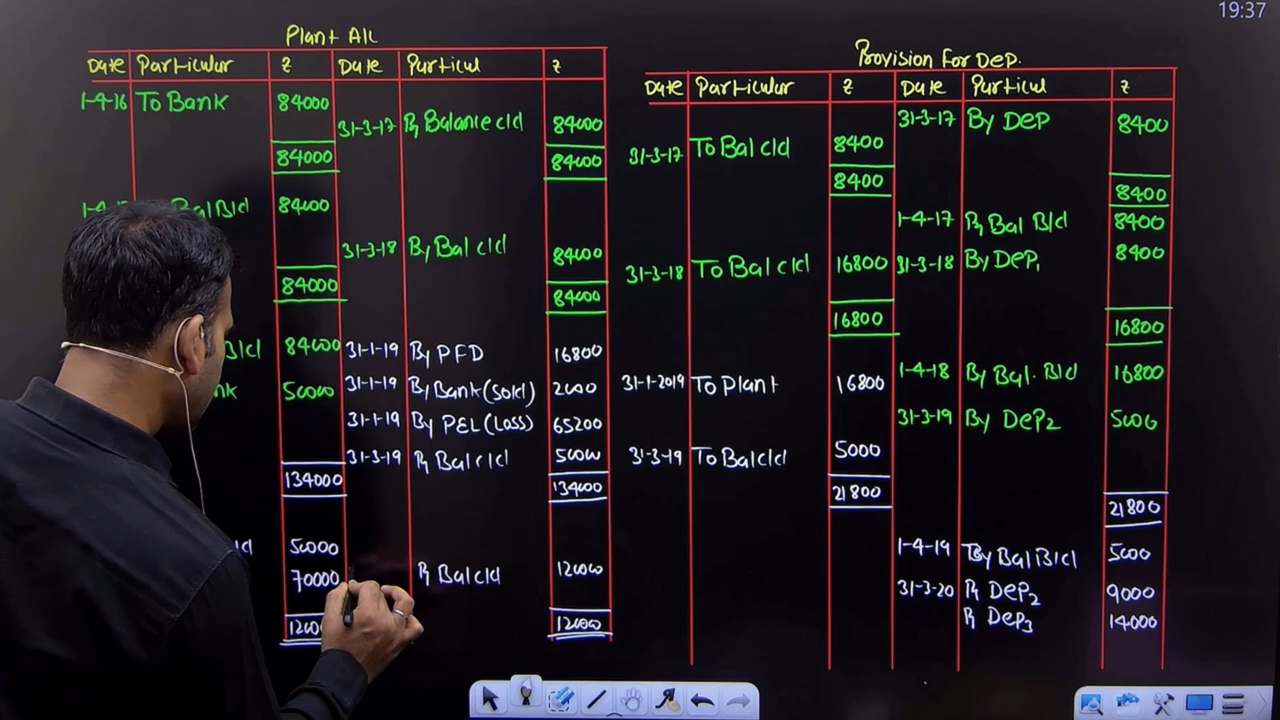 19:37
Plant A/c
Date Particular ₹ Date Particul ₹
1-4-16 To Bank 84000
31-3-17 By Balance c/d 84000
84000 84000
Bal B/d 84000
31-3-18 By Bal c/d 84000
84000 84000
B/d 84000 31-1-19 By PFD 16800
50000 31-1-19 By Bank (Sold) 2000
31-1-19 By P&L (Loss) 65200
31-3-19 By Bal c/d 50000
134000 134000
50000
70000 By Bal c/d 12000
12000
Provision For Dep.
Date Particular ₹ Date Particul ₹
31-3-17 By Dep 8400
31-3-17 To Bal c/d 8400
8400 8400
1-4-17 By Bal B/d 8400
31-3-18 To Bal c/d 16800 31-3-18 By Dep1 8400
16800 16800
1-4-18 By Bal. B/d 16800
31-1-2019 To Plant 16800
31-3-19 By Dep2 5000
31-3-19 To Bal c/d 5000
21800 21800
1-4-19 By Bal B/d 5000
31-3-20 By Dep2 9000
By Dep3 14000